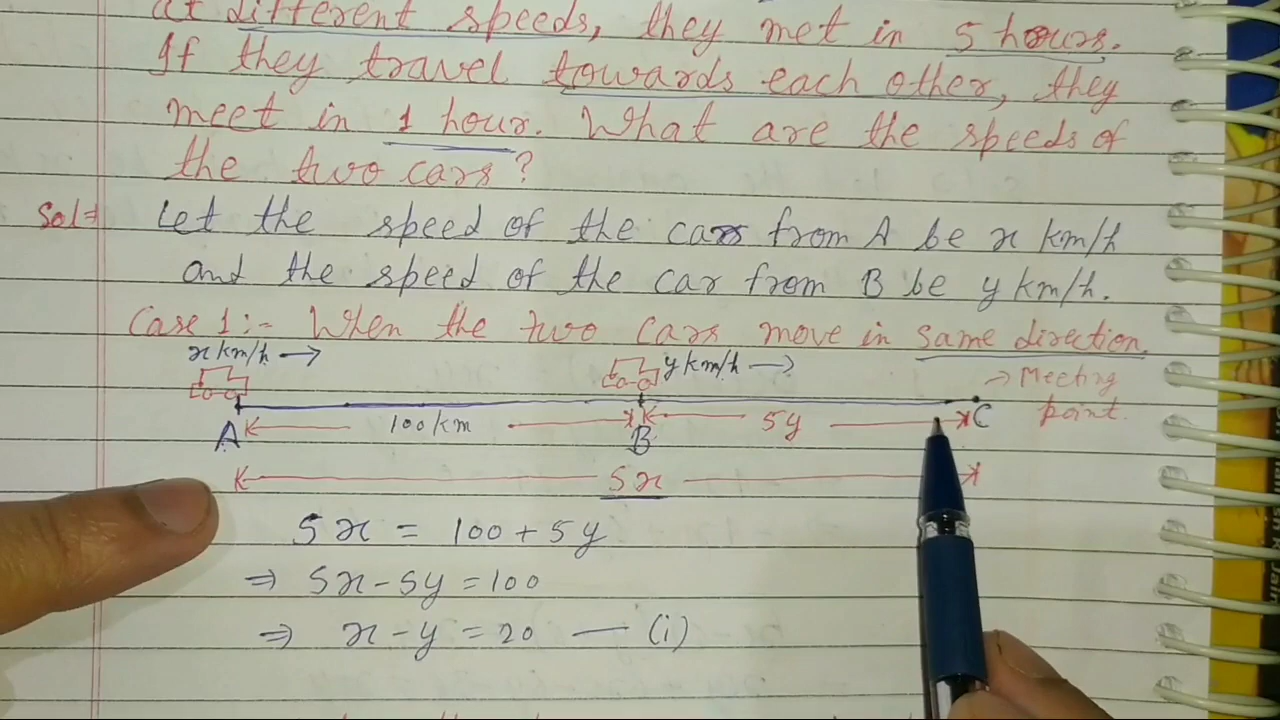 at different speeds, they met in 5 hours.
If they travel towards each other, they
meet in 1 hour. What are the speeds of
the two cars?
Sol= Let the speed of the car from A be x km/h
and the speed of the car from B be y km/h.
Case 1:- When the two cars move in same direction.
x km/h → y km/h →
→ Meeting
point.
A 100 km B 5y C
5x
5x = 100 + 5y
⇒ 5x - 5y = 100
⇒ x - y = 20 — (i)